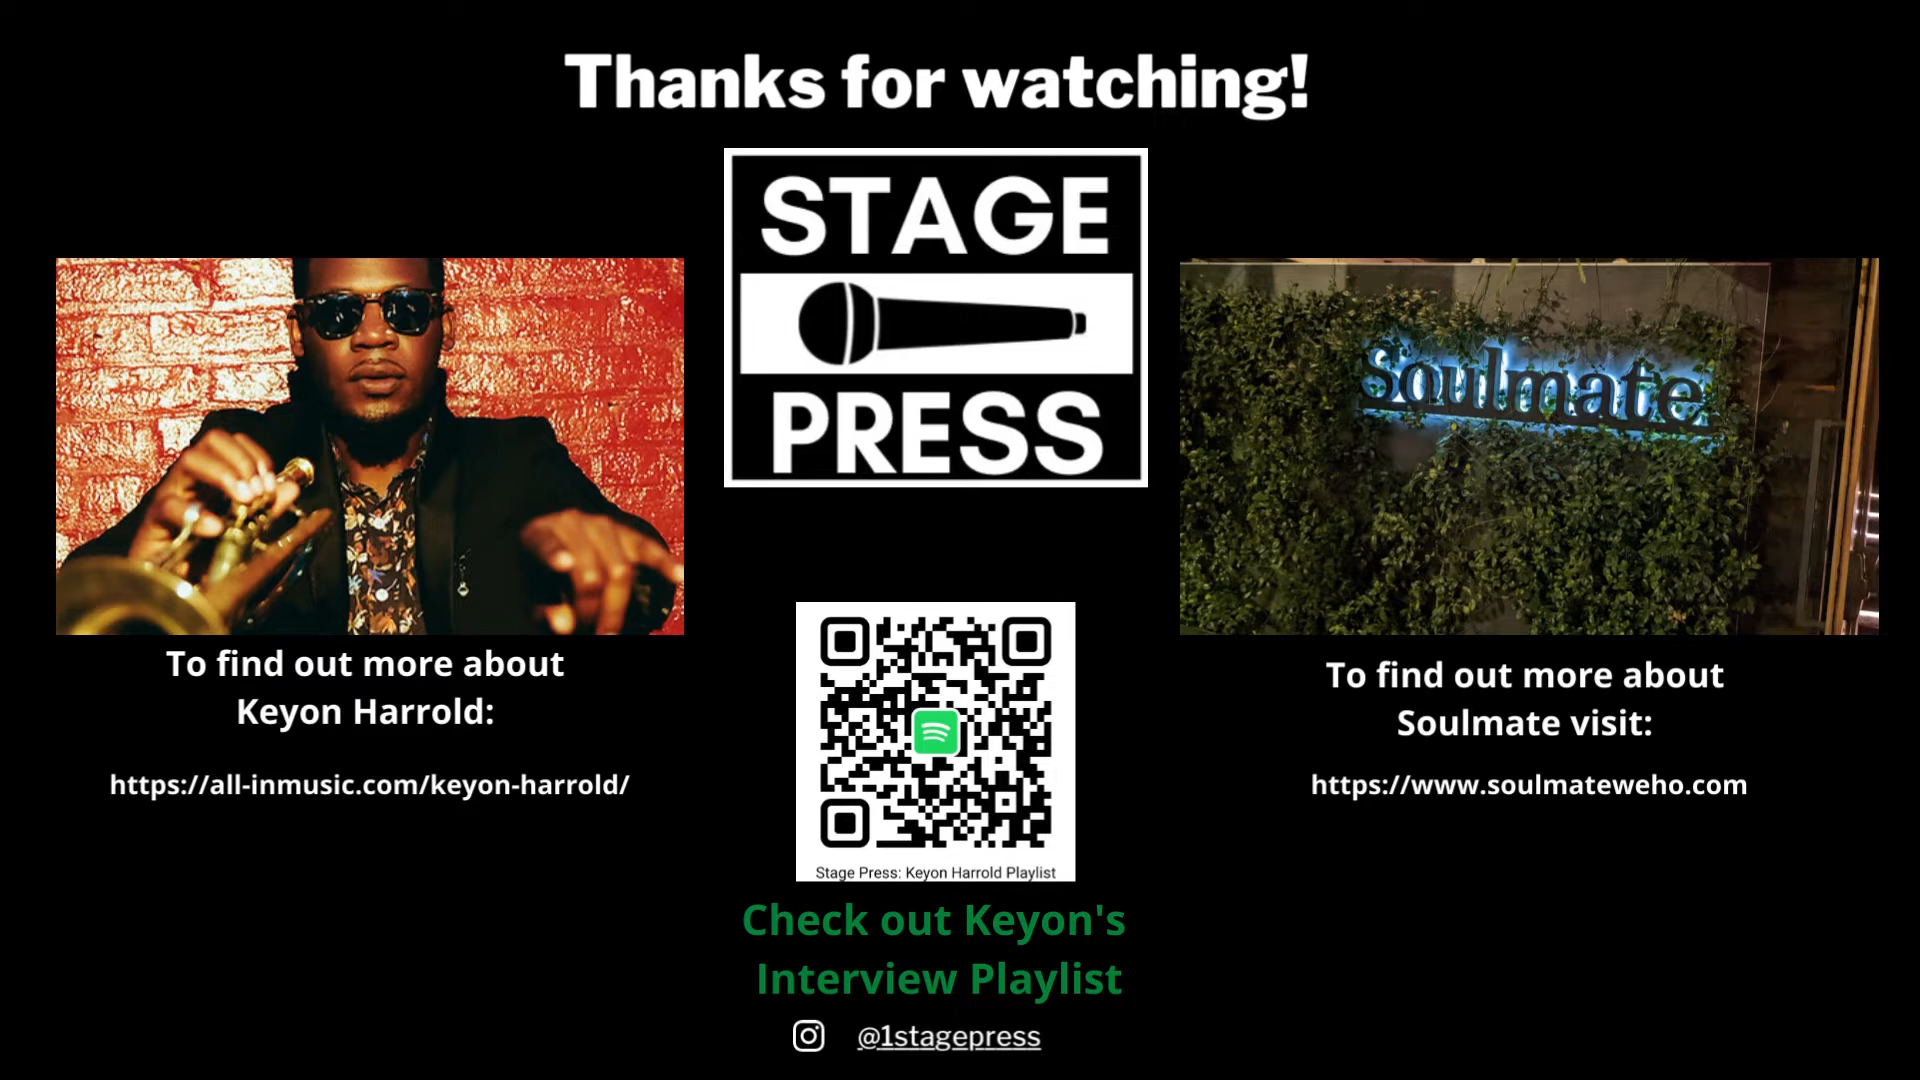 Thanks for watching!
STAGE
PRESS
Soulmate
To find out more about
Keyon Harrold:
https://all-inmusic.com/keyon-harrold/
To find out more about
Soulmate visit:
https://www.soulmateweho.com
Stage Press: Keyon Harrold Playlist
Check out Keyon's
Interview Playlist
@1stagepress